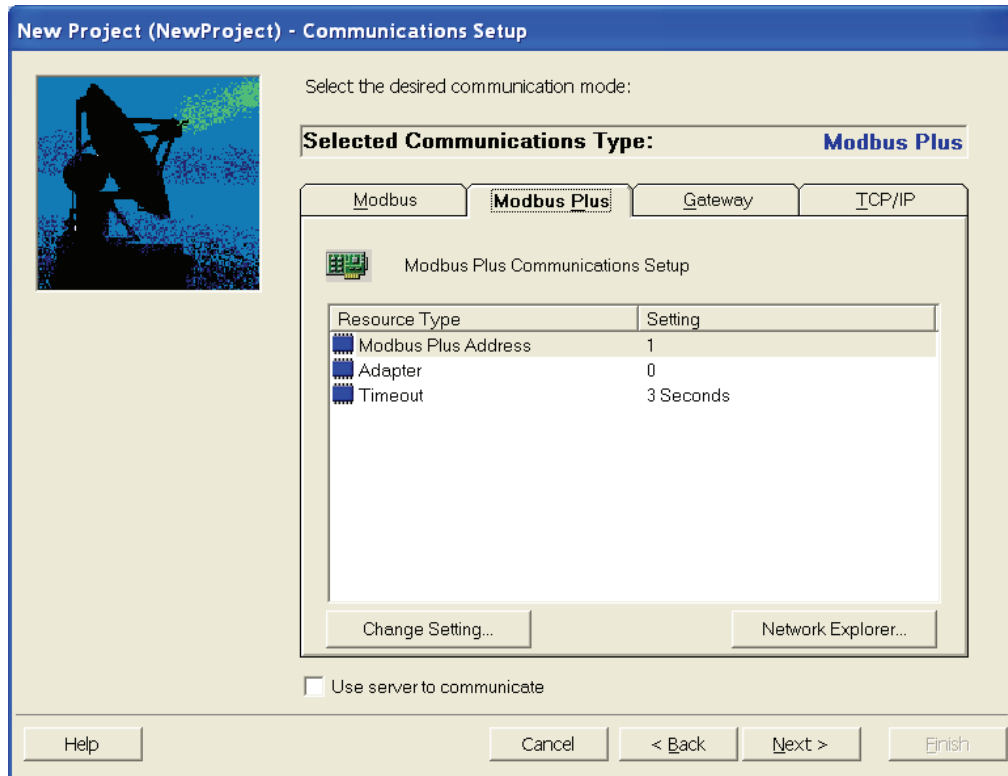 New Project (NewProject) - Communications Setup
Select the desired communication mode:
Selected Communications Type: Modbus Plus
Modbus Modbus Plus Gateway TCP/IP
Modbus Plus Communications Setup
Resource Type Setting
Modbus Plus Address 1
Adapter 0
Timeout 3 Seconds
Change Setting... Network Explorer...
Use server to communicate
Help Cancel < Back Next > Finish